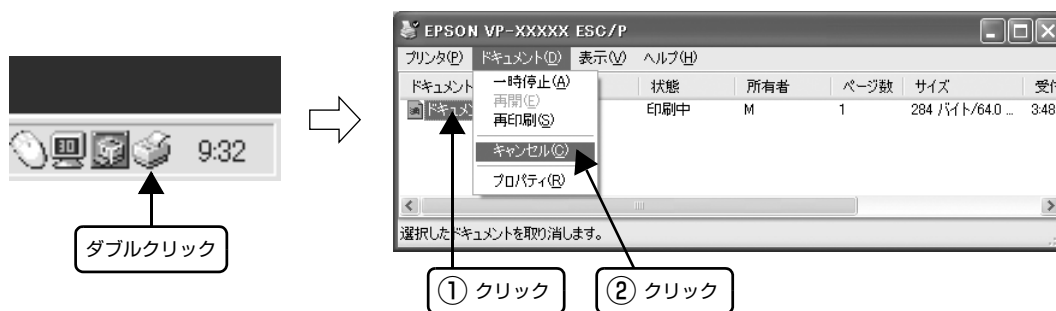 EPSON VP-XXXXX ESC/P
プリンタ(P) ドキュメント(D) 表示(V) ヘルプ(H)
ドキュメント 状態 所有者 ページ数 サイズ 受付
ドキュメ 印刷中 M 1 284 バイト/64.0 ... 3:48
一時停止(A)
再開(E)
再印刷(S)
キャンセル(C)
プロパティ(R)
選択したドキュメントを取り消します。
9:32
ダブルクリック
① クリック
② クリック